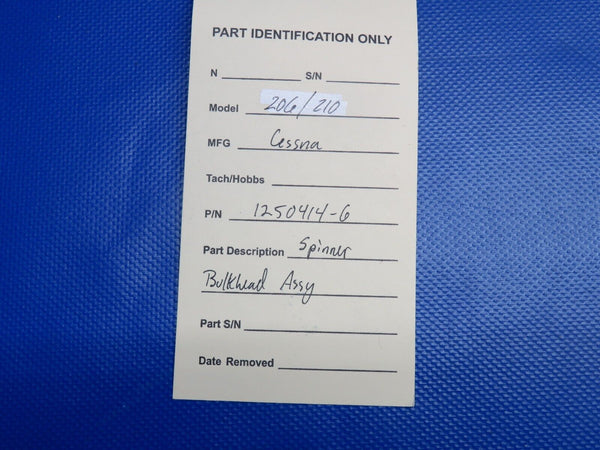 PART IDENTIFICATION ONLY
N S/N
Model 206/210
MFG Cessna
Tach/Hobbs
P/N 1250414-6
Part Description Spinner
Bulkhead Assy
Part S/N
Date Removed